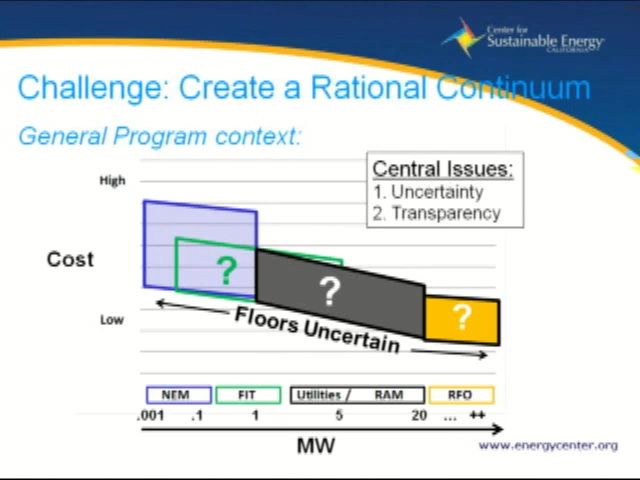 Center for
Sustainable Energy
CALIFORNIA
Challenge: Create a Rational Continuum
General Program context:
High
Central Issues:
1. Uncertainty
2. Transparency
Cost
?
?
?
Low
Floors Uncertain
NEM
FIT
Utilities / RAM
RFO
.001 .1 1 5 20 ... ++
MW
www.energycenter.org